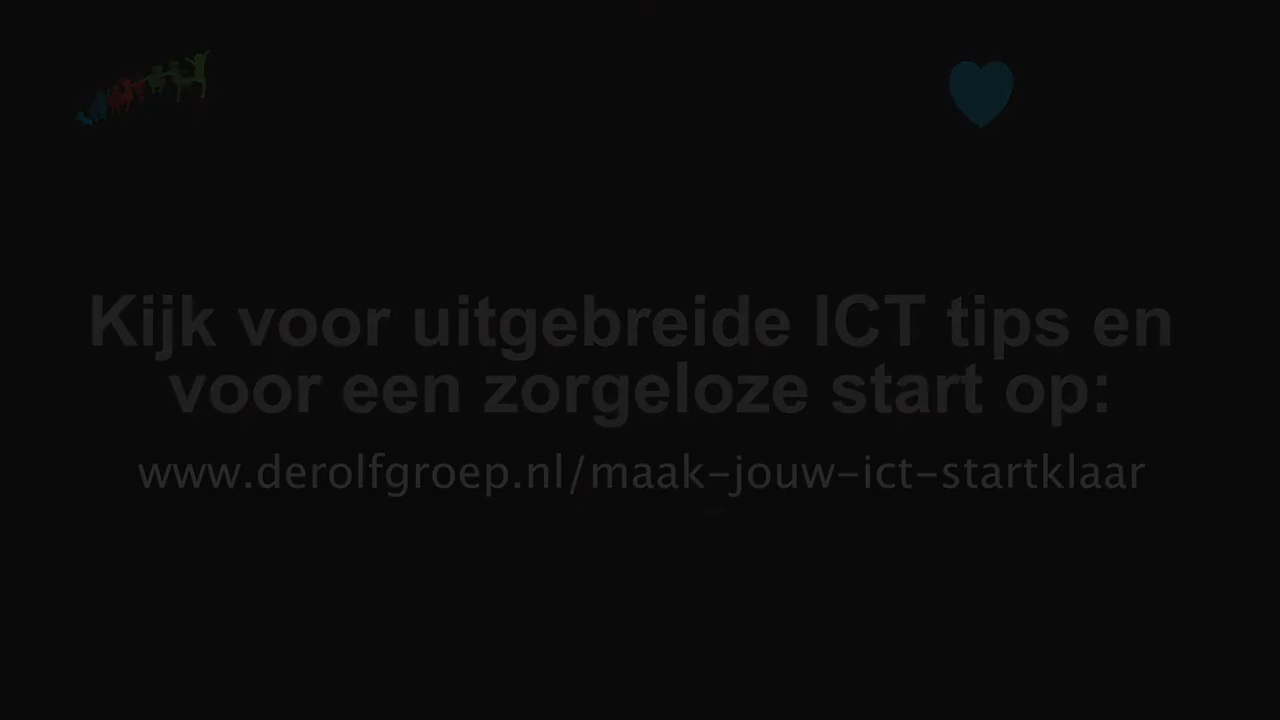 Kijk voor uitgebreide ICT tips en
voor een zorgeloze start op:
www.derolfgroep.nl/maak-jouw-ict-startklaar